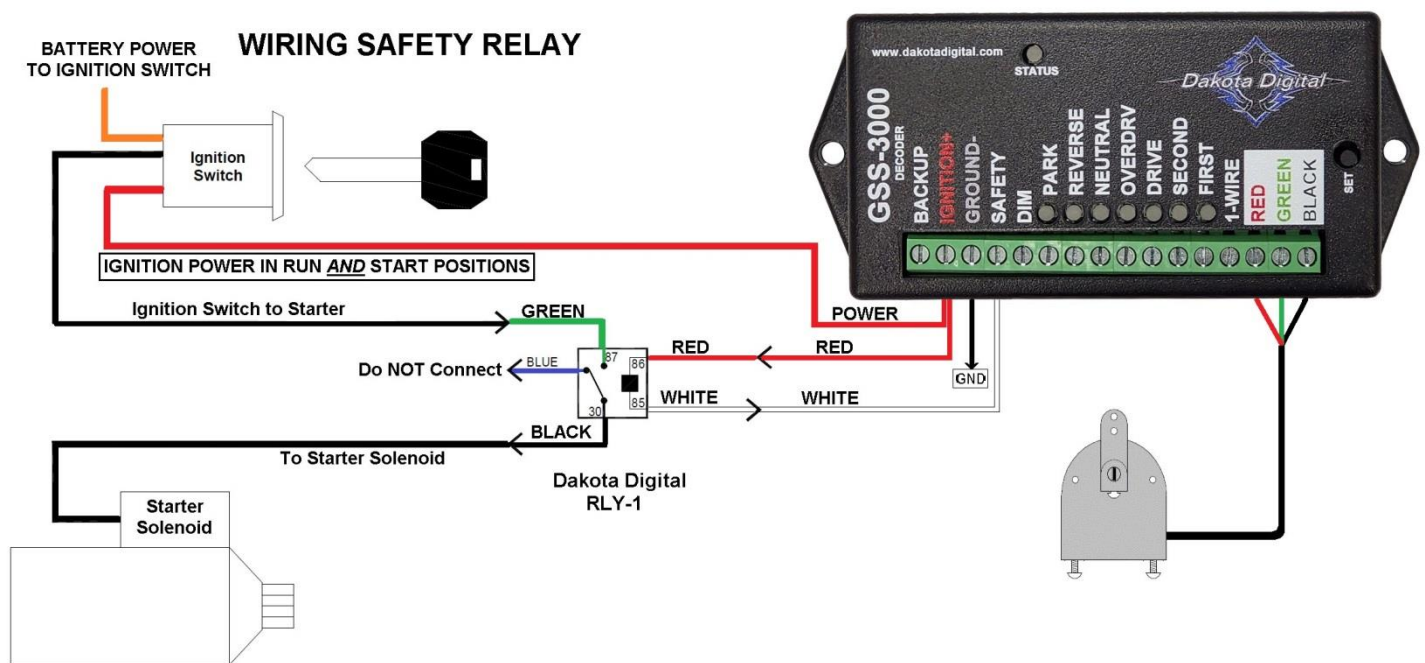 WIRING SAFETY RELAY
BATTERY POWER
TO IGNITION SWITCH
Ignition
Switch
IGNITION POWER IN RUN AND START POSITIONS
Ignition Switch to Starter
GREEN
POWER
RED
RED
Do NOT Connect
BLUE
87
86
85
30
WHITE
WHITE
GND
BLACK
To Starter Solenoid
Dakota Digital
RLY-1
Starter
Solenoid
www.dakotadigital.com
STATUS
Dakota Digital
GSS-3000
DECODER
BACKUP
IGNITION+
GROUND-
SAFETY
DIM
PARK
REVERSE
NEUTRAL
OVERDRV
DRIVE
SECOND
FIRST
1-WIRE
RED
GREEN
BLACK
SET